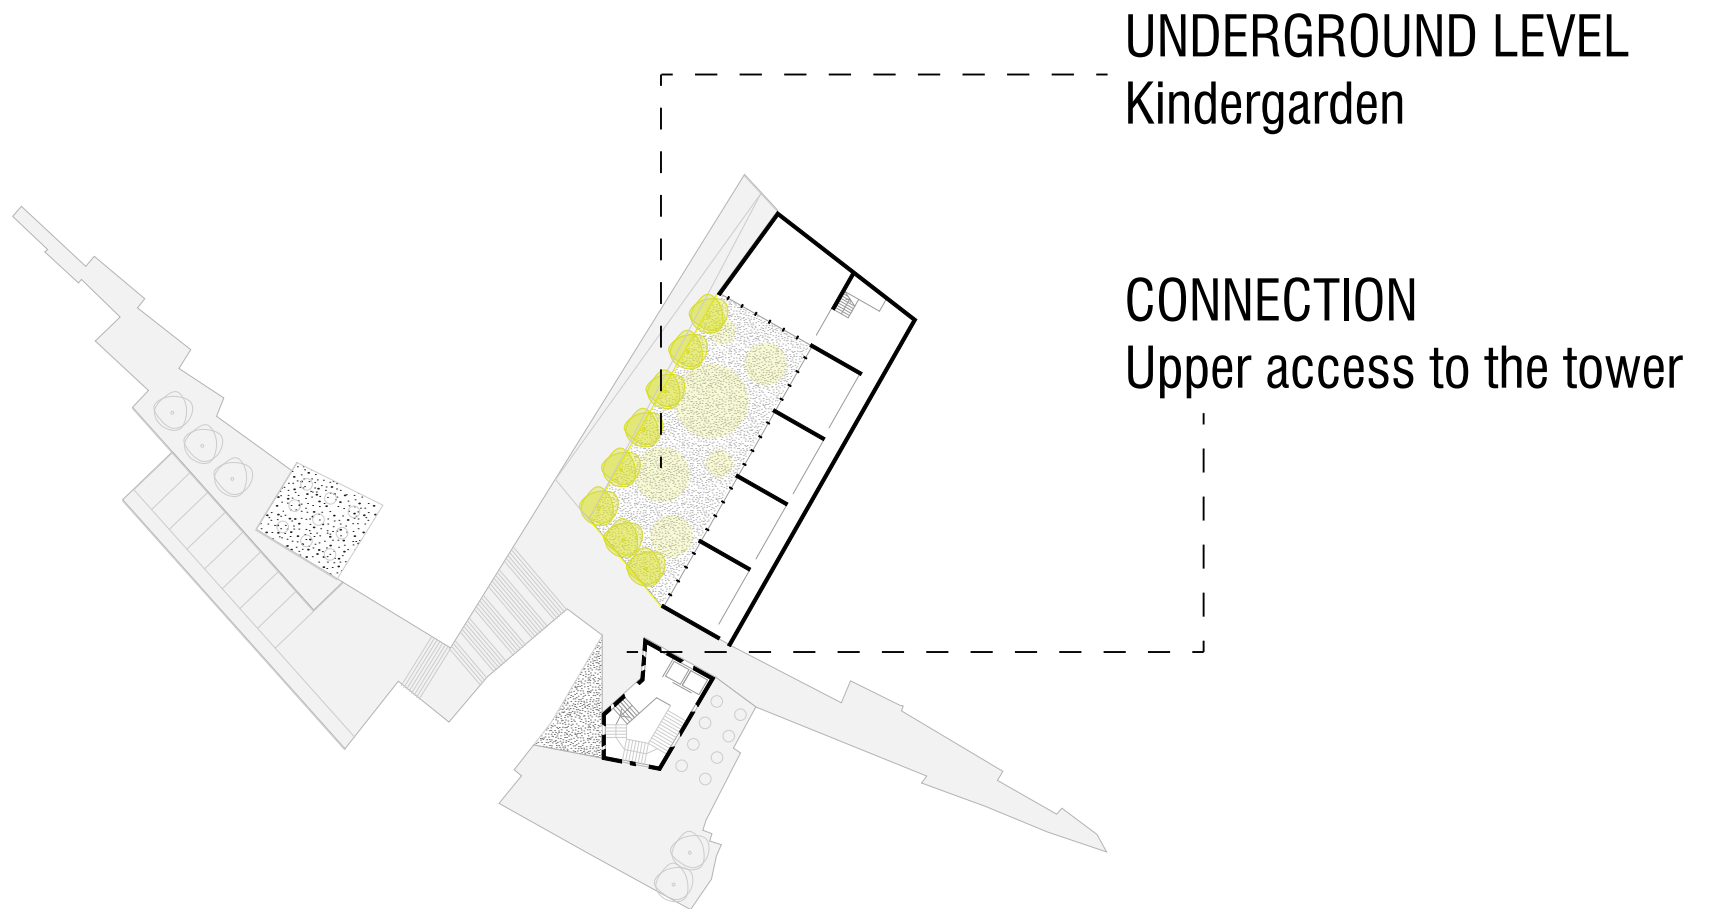 UNDERGROUND LEVEL
Kindergarden
CONNECTION
Upper access to the tower